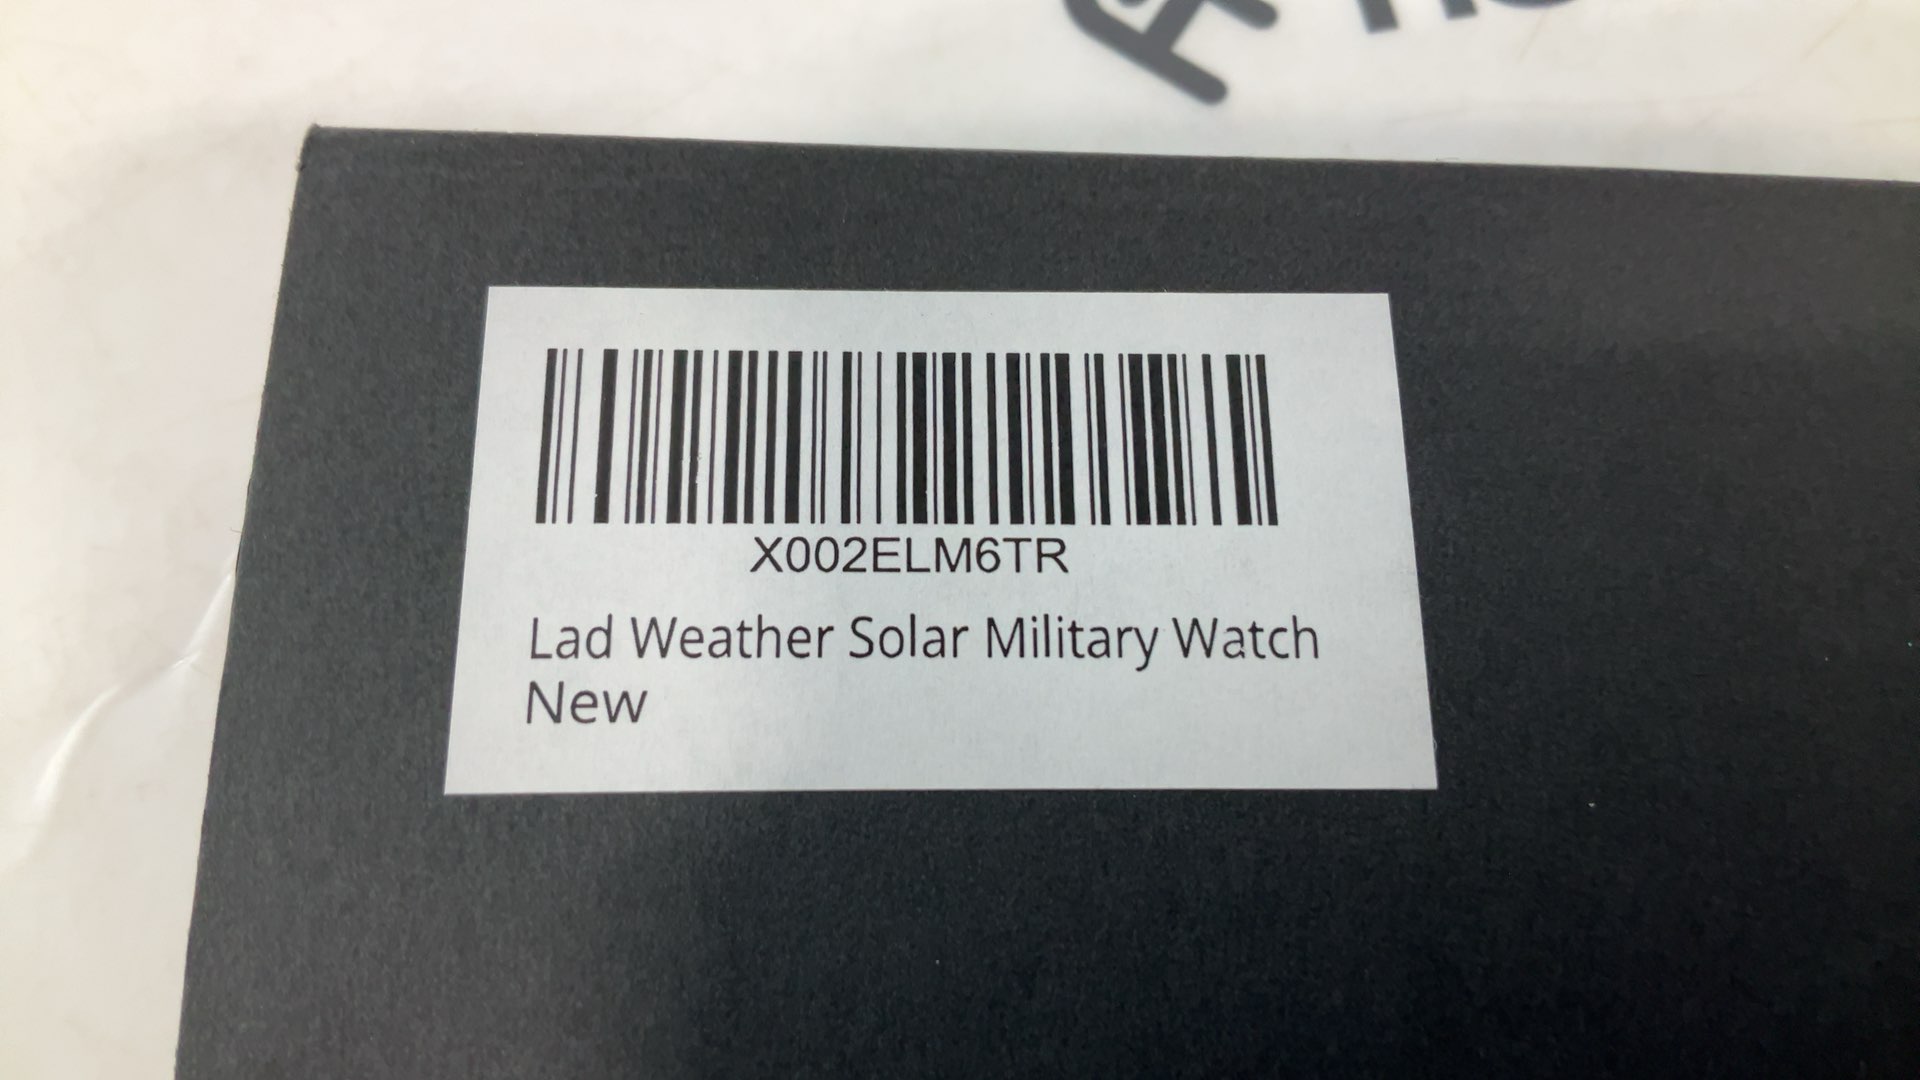 X002ELM6TR
Lad Weather Solar Military Watch
New